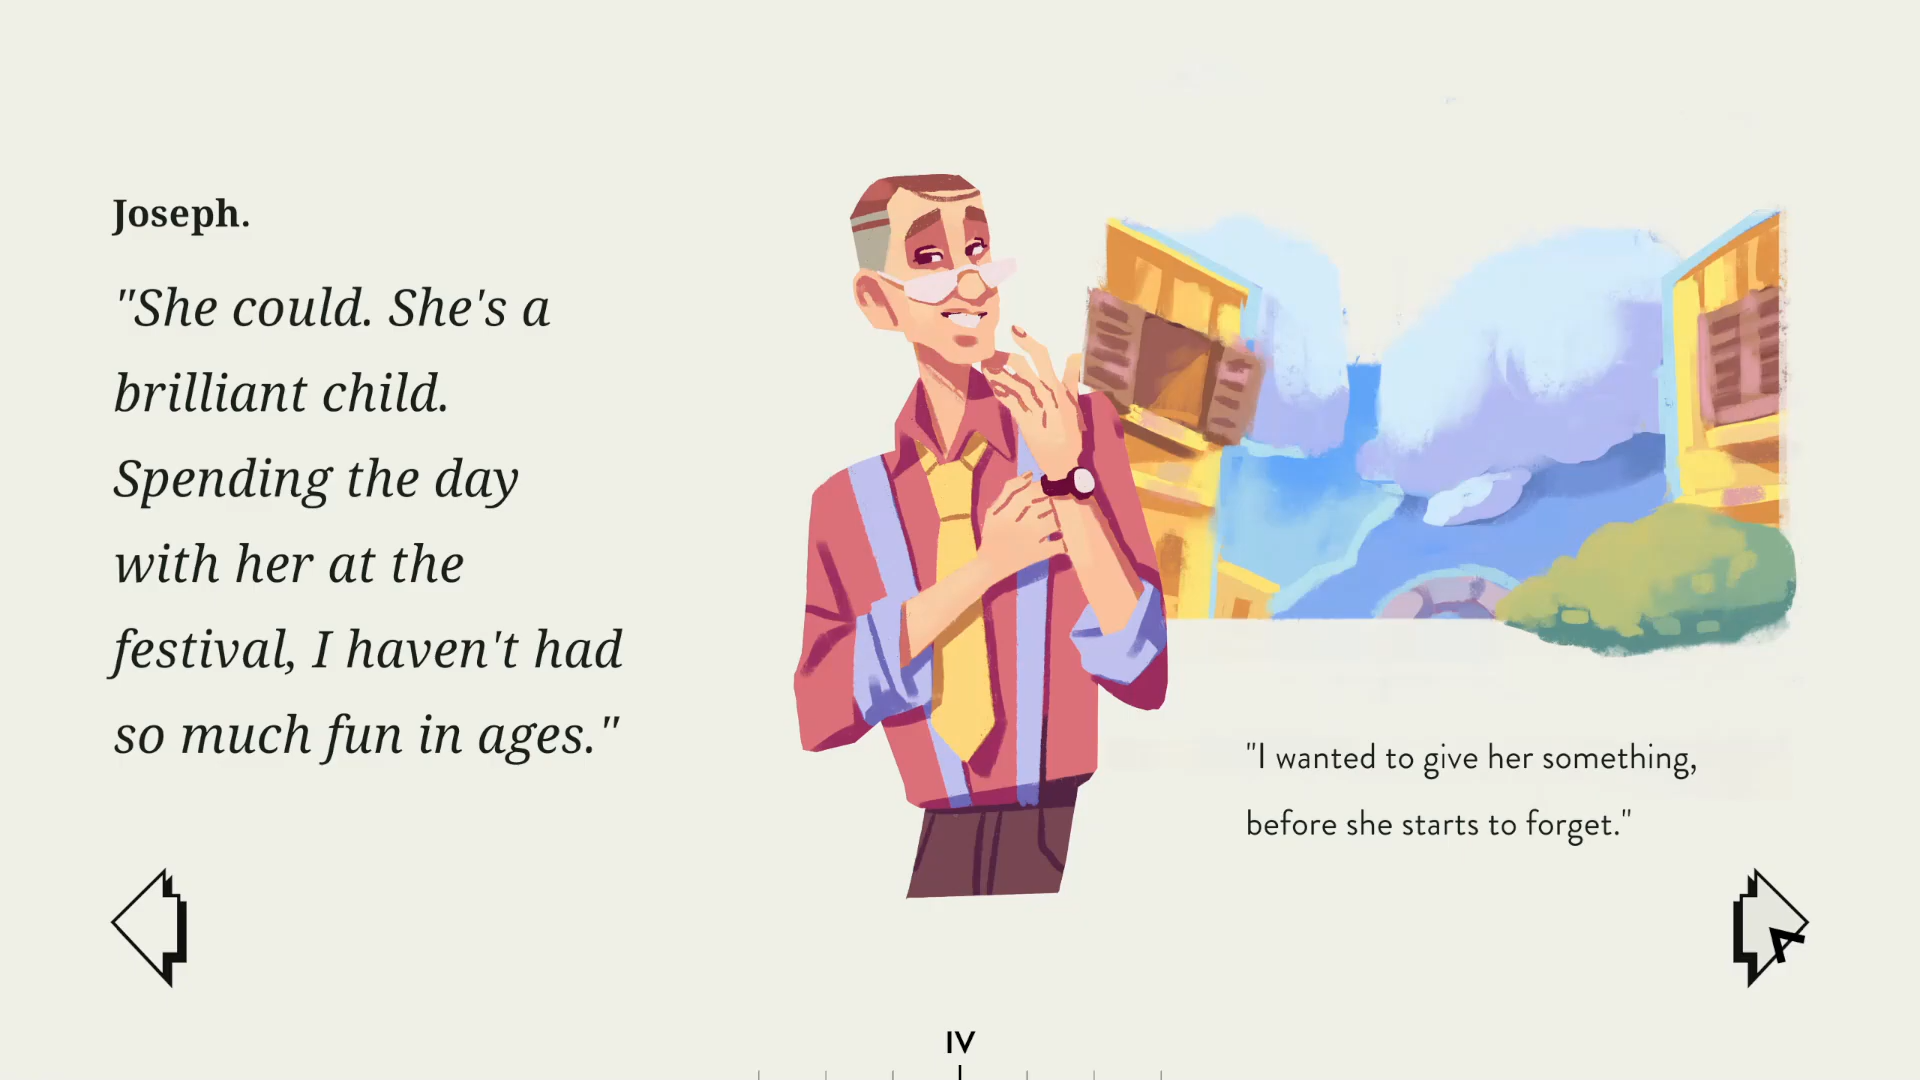 Joseph.
"She could. She's a
brilliant child.
Spending the day
with her at the
festival, I haven't had
so much fun in ages."
"I wanted to give her something,
before she starts to forget."
IV